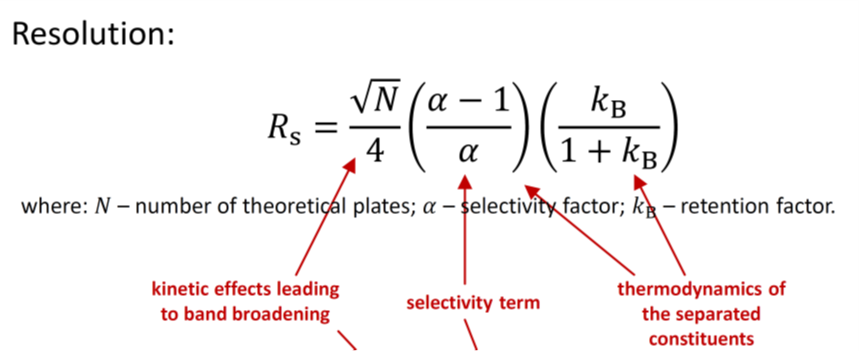 Resolution:
Rs = √N/4 ((α − 1)/α) (kB/(1 + kB))
where: N – number of theoretical plates; α – selectivity factor; kB – retention factor.
kinetic effects leading
to band broadening
selectivity term
thermodynamics of
the separated
constituents